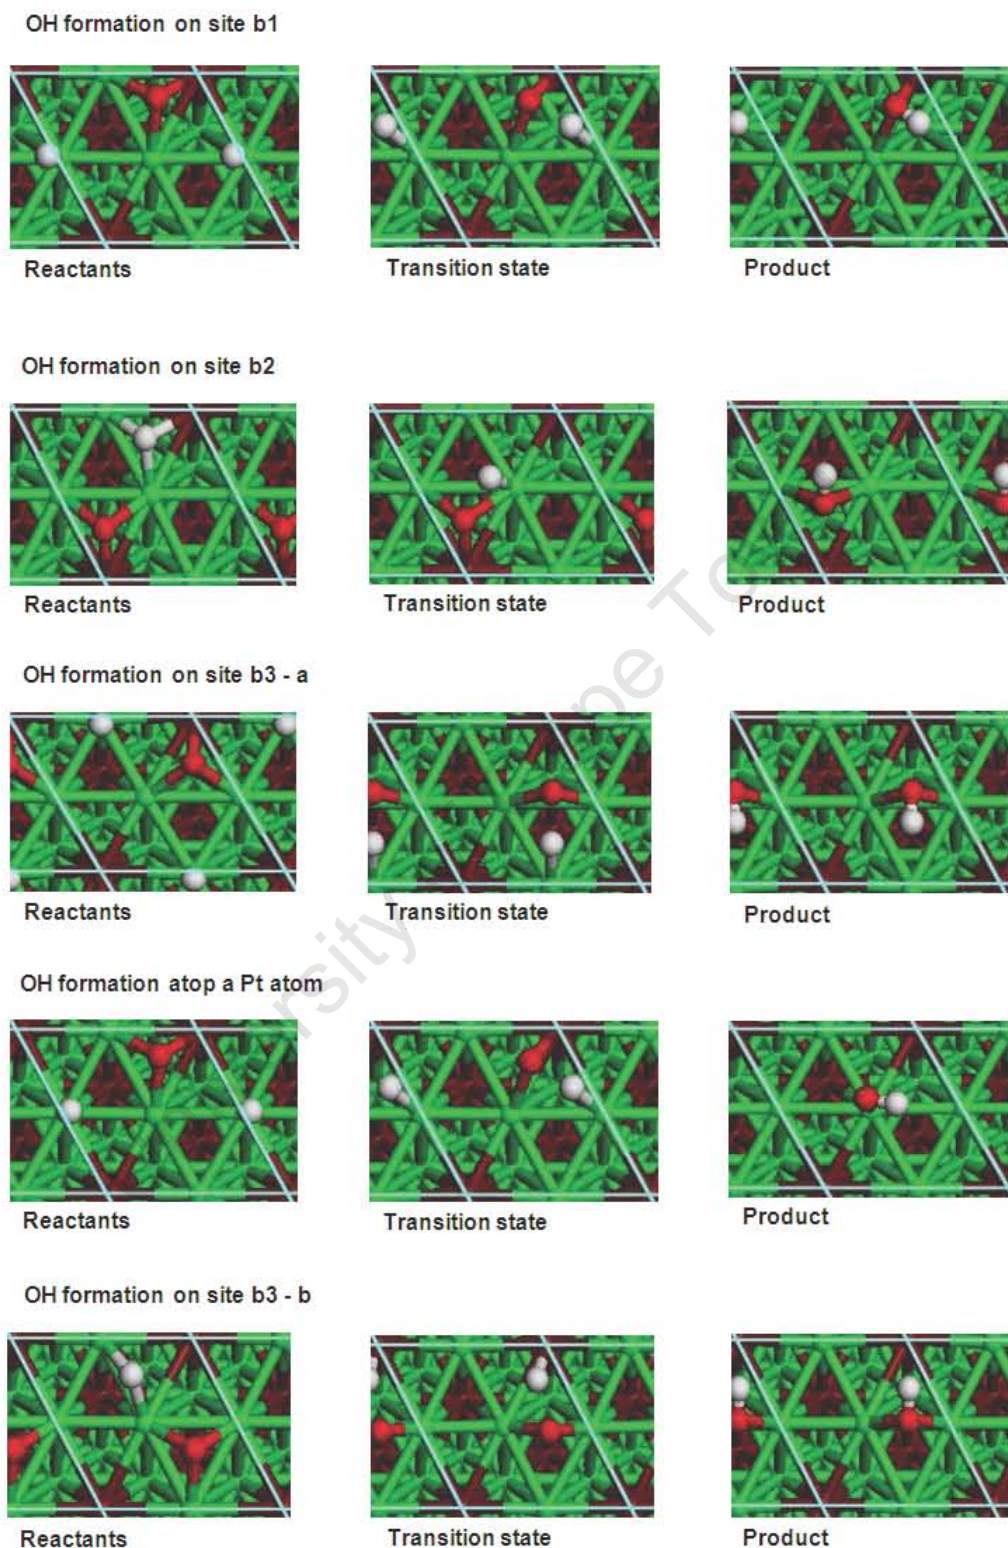 OH formation on site b1
Reactants Transition state Product
OH formation on site b2
Reactants Transition state Product
OH formation on site b3 - a
Reactants Transition state Product
OH formation atop a Pt atom
Reactants Transition state Product
OH formation on site b3 - b
Reactants Transition state Product